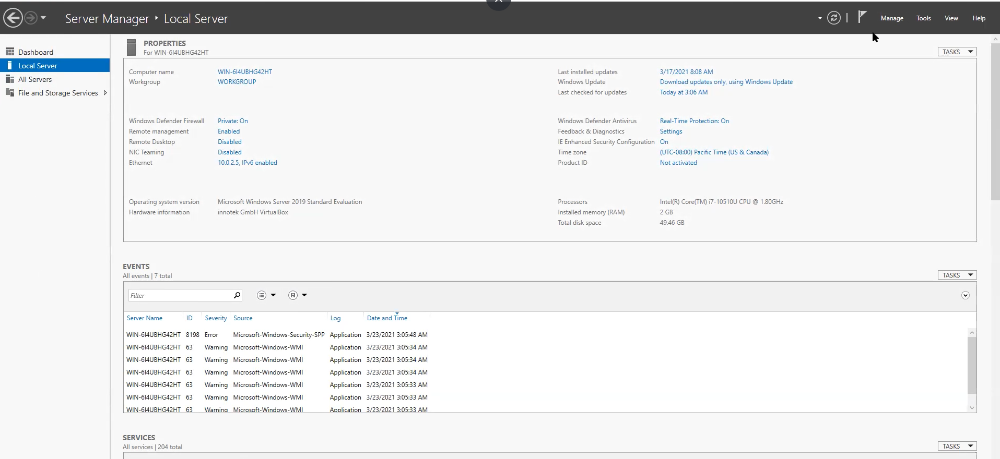 Server Manager ‣ Local Server
Manage Tools View Help
Dashboard
Local Server
All Servers
File and Storage Services
PROPERTIES
For WIN-6I4UBHG42HT
TASKS
Computer name WIN-6I4UBHG42HT
Workgroup WORKGROUP
Last installed updates 3/17/2021 8:08 AM
Windows Update Download updates only, using Windows Update
Last checked for updates Today at 3:06 AM
Windows Defender Firewall Private: On
Remote management Enabled
Remote Desktop Disabled
NIC Teaming Disabled
Ethernet 10.0.2.5, IPv6 enabled
Windows Defender Antivirus Real-Time Protection: On
Feedback & Diagnostics Settings
IE Enhanced Security Configuration On
Time zone (UTC-08:00) Pacific Time (US & Canada)
Product ID Not activated
Operating system version Microsoft Windows Server 2019 Standard Evaluation
Hardware information innotek GmbH VirtualBox
Processors Intel(R) Core(TM) i7-10510U CPU @ 1.80GHz
Installed memory (RAM) 2 GB
Total disk space 49.46 GB
EVENTS
All events | 7 total
TASKS
Filter
Server Name ID Severity Source Log Date and Time
WIN-6I4UBHG42HT 8198 Error Microsoft-Windows-Security-SPP Application 3/23/2021 3:05:48 AM
WIN-6I4UBHG42HT 63 Warning Microsoft-Windows-WMI Application 3/23/2021 3:05:34 AM
WIN-6I4UBHG42HT 63 Warning Microsoft-Windows-WMI Application 3/23/2021 3:05:34 AM
WIN-6I4UBHG42HT 63 Warning Microsoft-Windows-WMI Application 3/23/2021 3:05:34 AM
WIN-6I4UBHG42HT 63 Warning Microsoft-Windows-WMI Application 3/23/2021 3:05:33 AM
WIN-6I4UBHG42HT 63 Warning Microsoft-Windows-WMI Application 3/23/2021 3:05:33 AM
WIN-6I4UBHG42HT 63 Warning Microsoft-Windows-WMI Application 3/23/2021 3:05:33 AM
SERVICES
All services | 204 total
TASKS